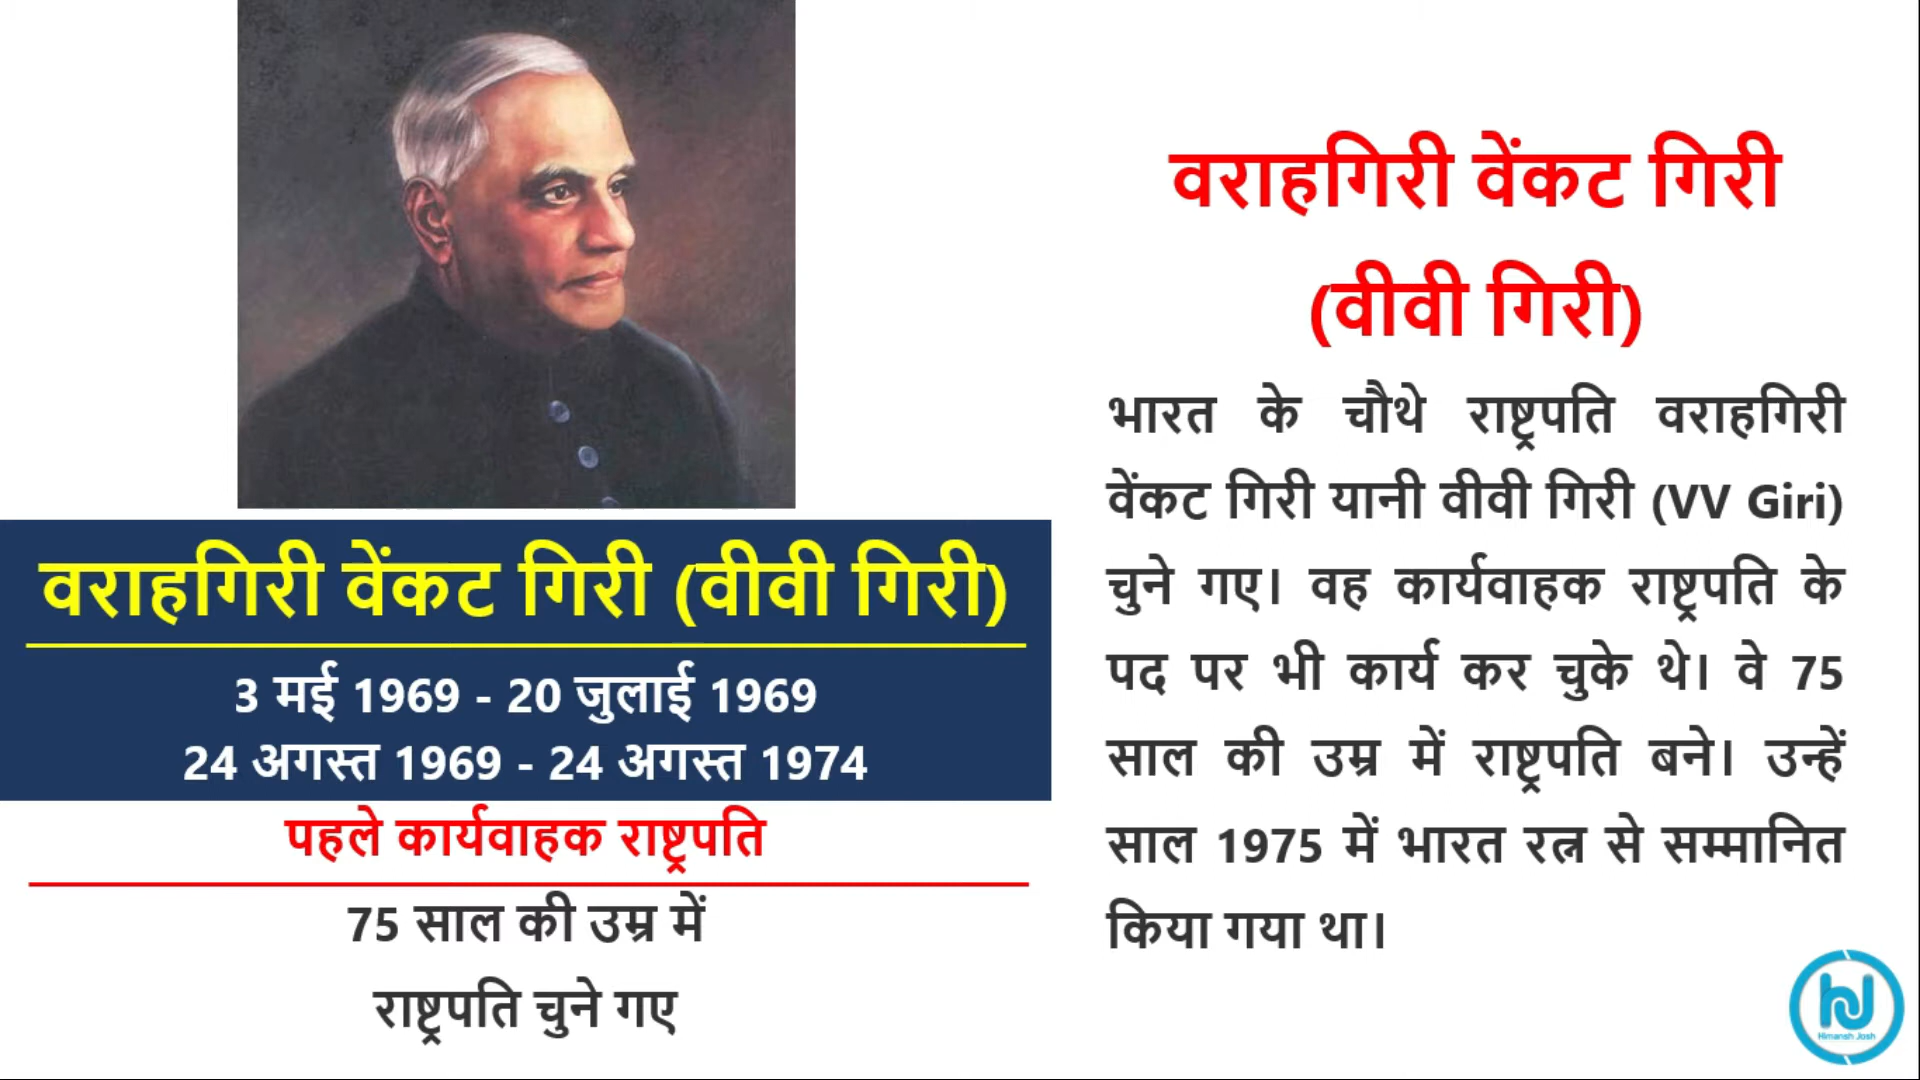 वराहगिरी वेंकट गिरी (वीवी गिरी)
3 मई 1969 - 20 जुलाई 1969
24 अगस्त 1969 - 24 अगस्त 1974
पहले कार्यवाहक राष्ट्रपति
75 साल की उम्र में
राष्ट्रपति चुने गए
वराहगिरी वेंकट गिरी
(वीवी गिरी)
भारत के चौथे राष्ट्रपति वराहगिरी
वेंकट गिरी यानी वीवी गिरी (VV Giri)
चुने गए। वह कार्यवाहक राष्ट्रपति के
पद पर भी कार्य कर चुके थे। वे 75
साल की उम्र में राष्ट्रपति बने। उन्हें
साल 1975 में भारत रत्न से सम्मानित
किया गया था।
Himansh Josh